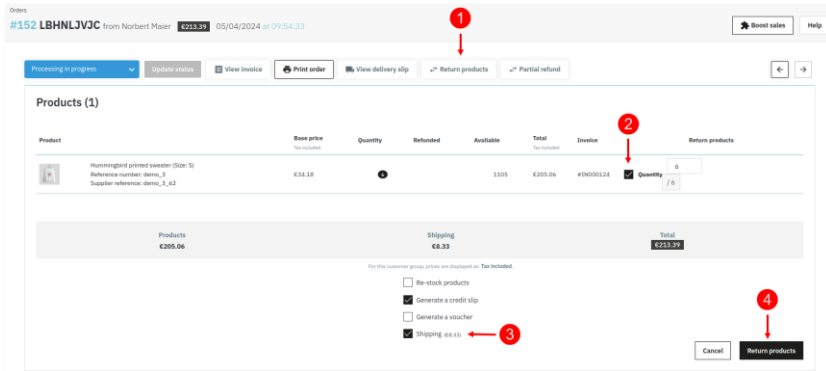 Orders
#152 LBHNLJVJC from Norbert Maier €213.39 05/04/2024 at 09:54:33
Boost sales
Help
1
Processing in progress
Update status
View invoice
Print order
View delivery slip
Return products
Partial refund
Products (1)
2
Product
Base price
Tax included
Quantity
Refunded
Available
Total
Tax included
Invoice
Return products
Hummingbird printed sweater (Size: S)
Reference number: demo_3
Supplier reference: demo_3_62
€34.18
1105
€205.06
#IN000124
Quantity
6
/ 6
Products
€205.06
Shipping
€8.33
Total
€213.39
For this customer group, prices are displayed as: Tax included.
Re-stock products
Generate a credit slip
Generate a voucher
Shipping (€8.33)
3
4
Cancel
Return products